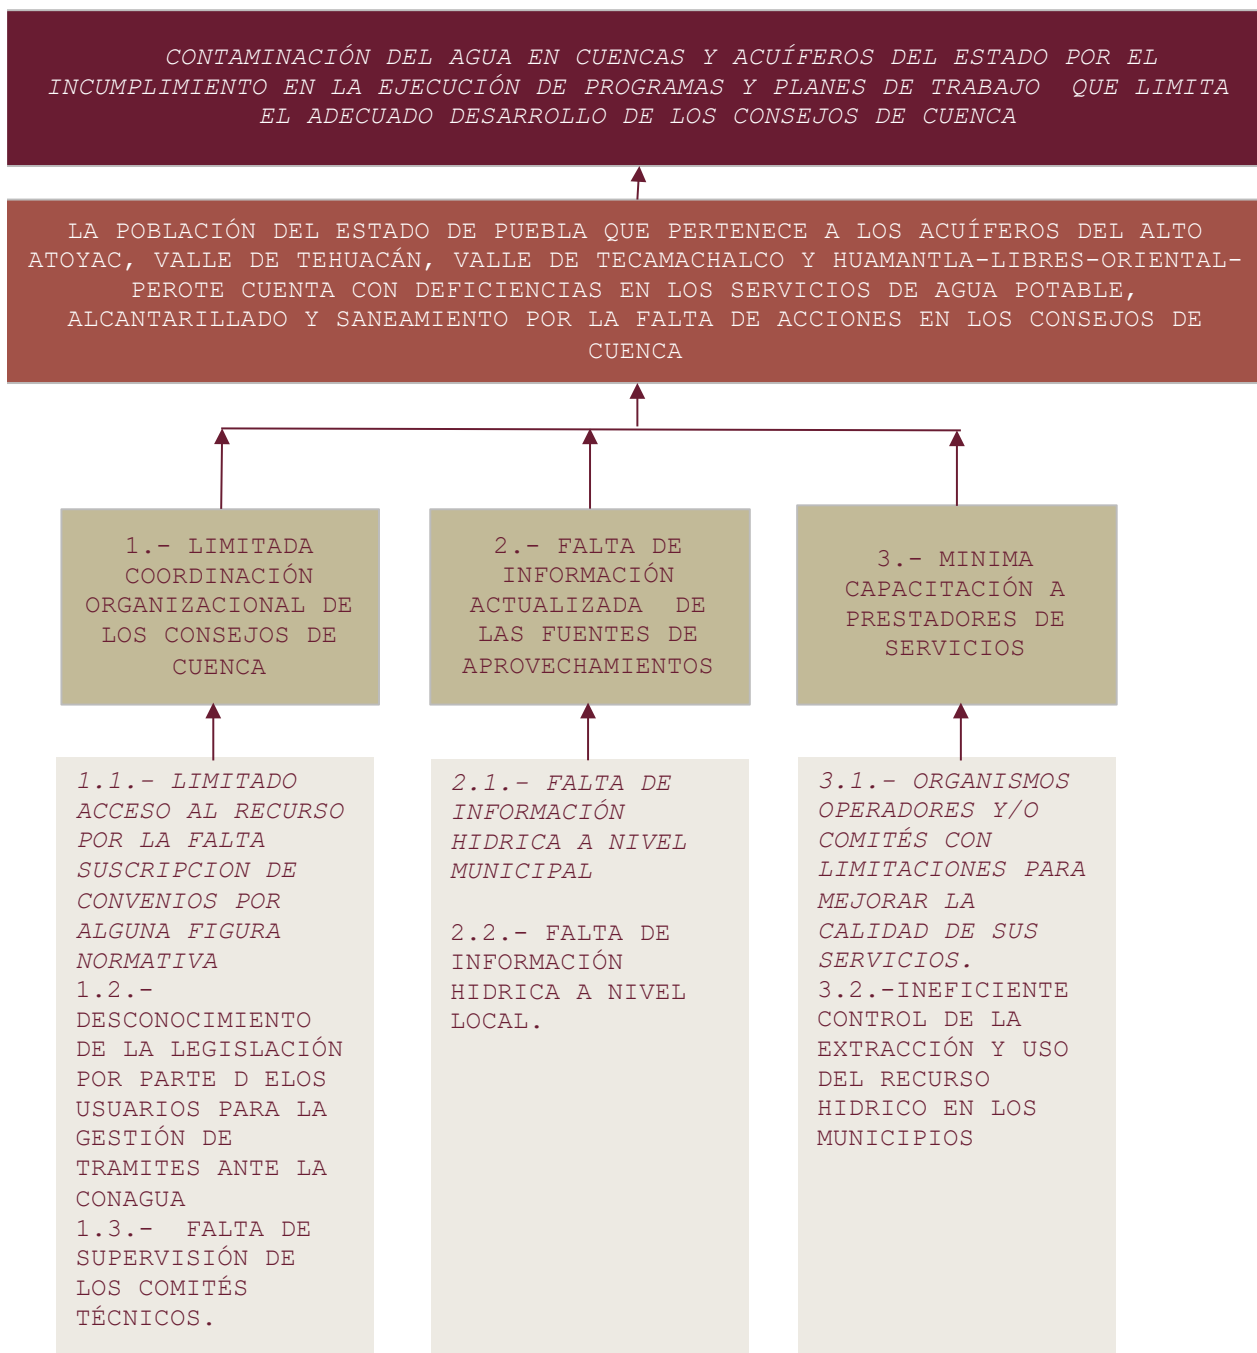 CONTAMINACIÓN DEL AGUA EN CUENCAS Y ACUÍFEROS DEL ESTADO POR EL
INCUMPLIMIENTO EN LA EJECUCIÓN DE PROGRAMAS Y PLANES DE TRABAJO QUE LIMITA
EL ADECUADO DESARROLLO DE LOS CONSEJOS DE CUENCA
LA POBLACIÓN DEL ESTADO DE PUEBLA QUE PERTENECE A LOS ACUÍFEROS DEL ALTO
ATOYAC, VALLE DE TEHUACÁN, VALLE DE TECAMACHALCO Y HUAMANTLA-LIBRES-ORIENTAL-
PEROTE CUENTA CON DEFICIENCIAS EN LOS SERVICIOS DE AGUA POTABLE,
ALCANTARILLADO Y SANEAMIENTO POR LA FALTA DE ACCIONES EN LOS CONSEJOS DE
CUENCA
1.- LIMITADA
COORDINACIÓN
ORGANIZACIONAL DE
LOS CONSEJOS DE
CUENCA
2.- FALTA DE
INFORMACIÓN
ACTUALIZADA DE
LAS FUENTES DE
APROVECHAMIENTOS
3.- MINIMA
CAPACITACIÓN A
PRESTADORES DE
SERVICIOS
1.1.- LIMITADO
ACCESO AL RECURSO
POR LA FALTA
SUSCRIPCION DE
CONVENIOS POR
ALGUNA FIGURA
NORMATIVA
1.2.-
DESCONOCIMIENTO
DE LA LEGISLACIÓN
POR PARTE D ELOS
USUARIOS PARA LA
GESTIÓN DE
TRAMITES ANTE LA
CONAGUA
1.3.- FALTA DE
SUPERVISIÓN DE
LOS COMITÉS
TÉCNICOS.
2.1.- FALTA DE
INFORMACIÓN
HIDRICA A NIVEL
MUNICIPAL
2.2.- FALTA DE
INFORMACIÓN
HIDRICA A NIVEL
LOCAL.
3.1.- ORGANISMOS
OPERADORES Y/O
COMITÉS CON
LIMITACIONES PARA
MEJORAR LA
CALIDAD DE SUS
SERVICIOS.
3.2.-INEFICIENTE
CONTROL DE LA
EXTRACCIÓN Y USO
DEL RECURSO
HIDRICO EN LOS
MUNICIPIOS